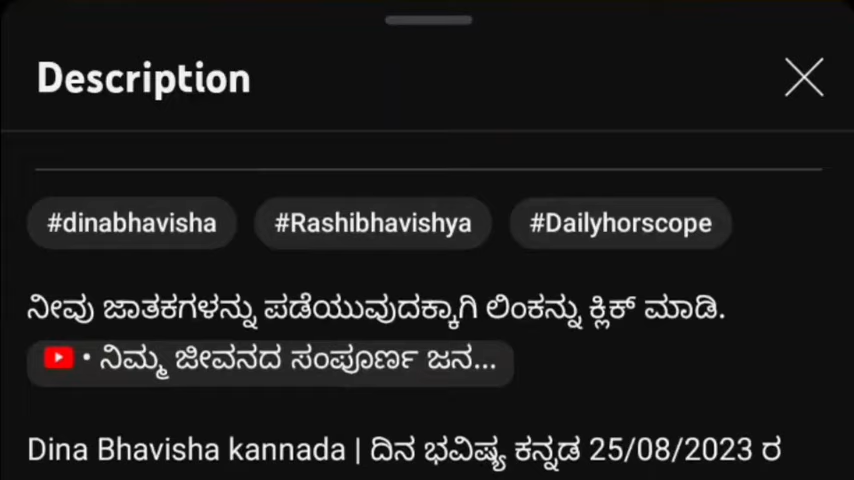 Description
#dinabhavisha #Rashibhavishya #Dailyhorscope
ನೀವು ಜಾತಕಗಳನ್ನು ಪಡೆಯುವುದಕ್ಕಾಗಿ ಲಿಂಕನ್ನು ಕ್ಲಿಕ್ ಮಾಡಿ.
• ನಿಮ್ಮ ಜೀವನದ ಸಂಪೂರ್ಣ ಜನ...
Dina Bhavisha kannada | ದಿನ ಭವಿಷ್ಯ ಕನ್ನಡ 25/08/2023 ರ